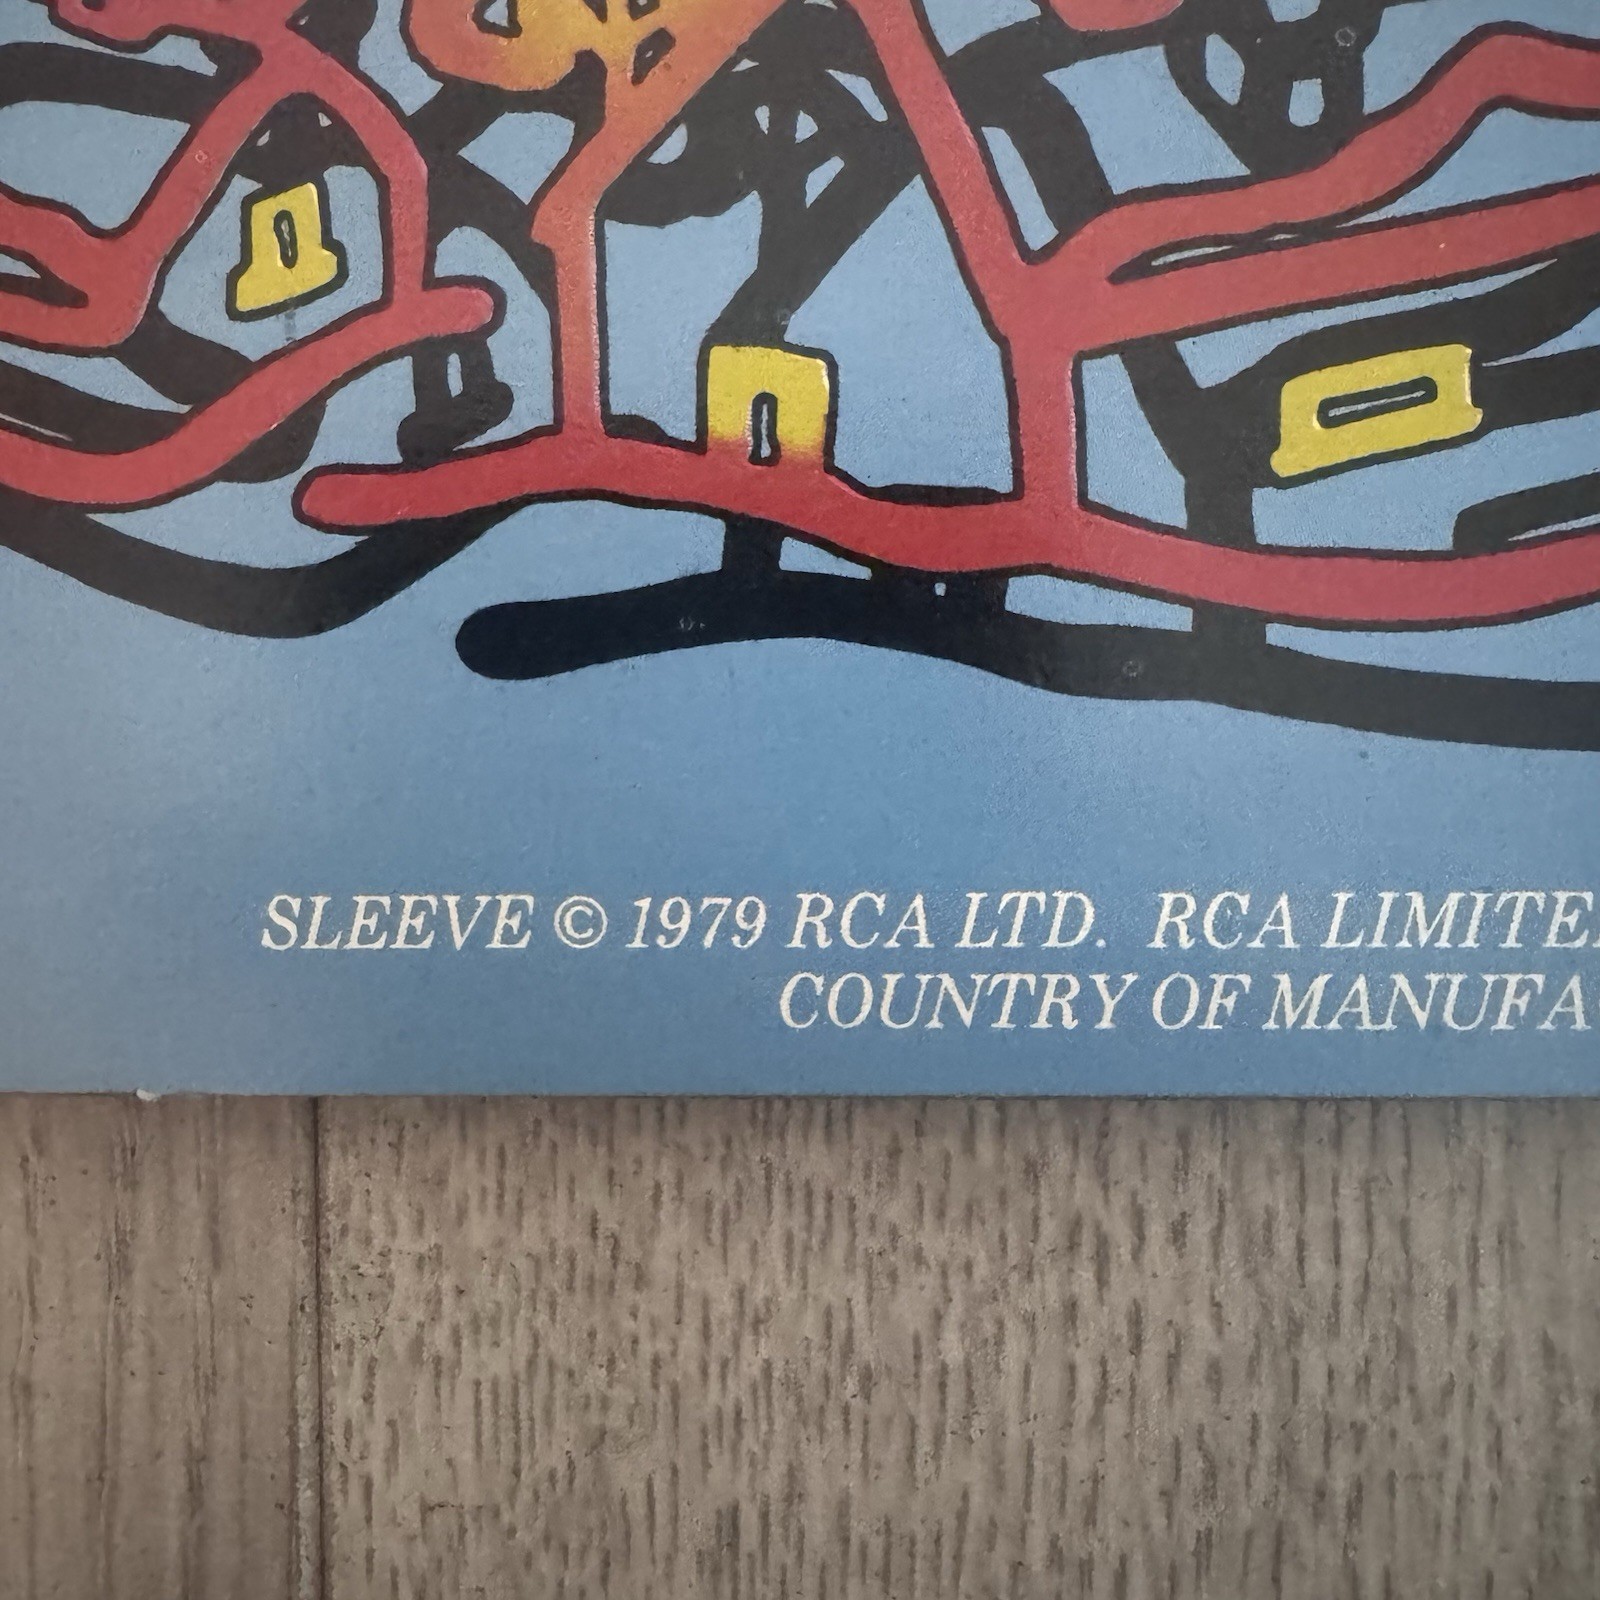 SLEEVE © 1979 RCA LTD. RCA LIMITE
COUNTRY OF MANUFA